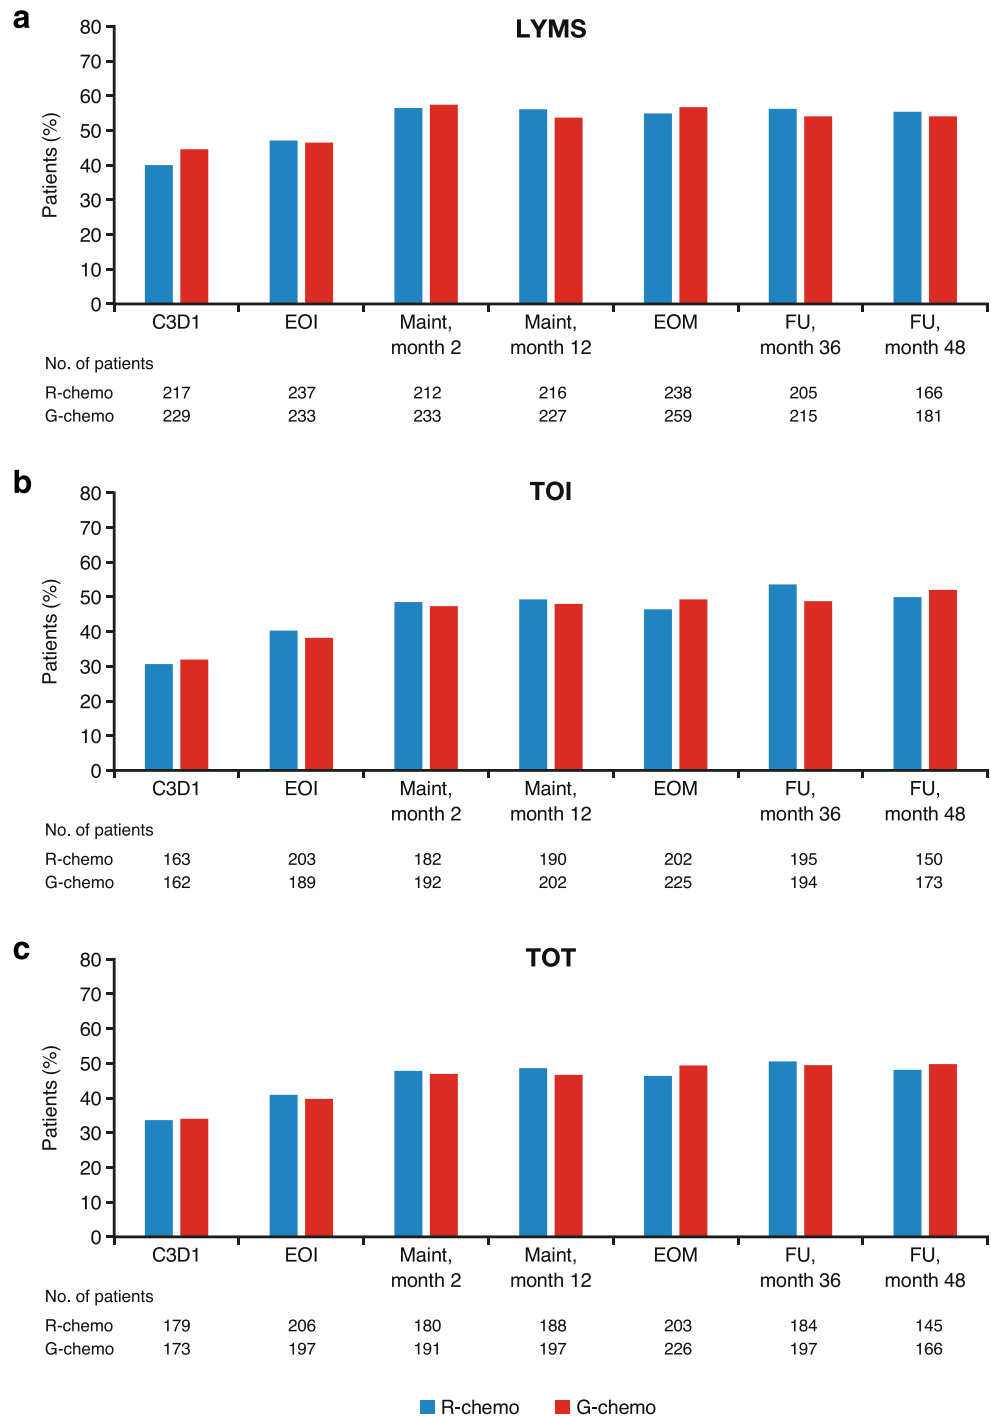 a
LYMS
Patients (%)
80
70
60
50
40
30
20
10
0
C3D1 EOI Maint, month 2 Maint, month 12 EOM FU, month 36 FU, month 48
No. of patients
R-chemo 217 237 212 216 238 205 166
G-chemo 229 233 233 227 259 215 181
b
TOI
Patients (%)
80
70
60
50
40
30
20
10
0
C3D1 EOI Maint, month 2 Maint, month 12 EOM FU, month 36 FU, month 48
No. of patients
R-chemo 163 203 182 190 202 195 150
G-chemo 162 189 192 202 225 194 173
c
TOT
Patients (%)
80
70
60
50
40
30
20
10
0
C3D1 EOI Maint, month 2 Maint, month 12 EOM FU, month 36 FU, month 48
No. of patients
R-chemo 179 206 180 188 203 184 145
G-chemo 173 197 191 197 226 197 166
R-chemo G-chemo